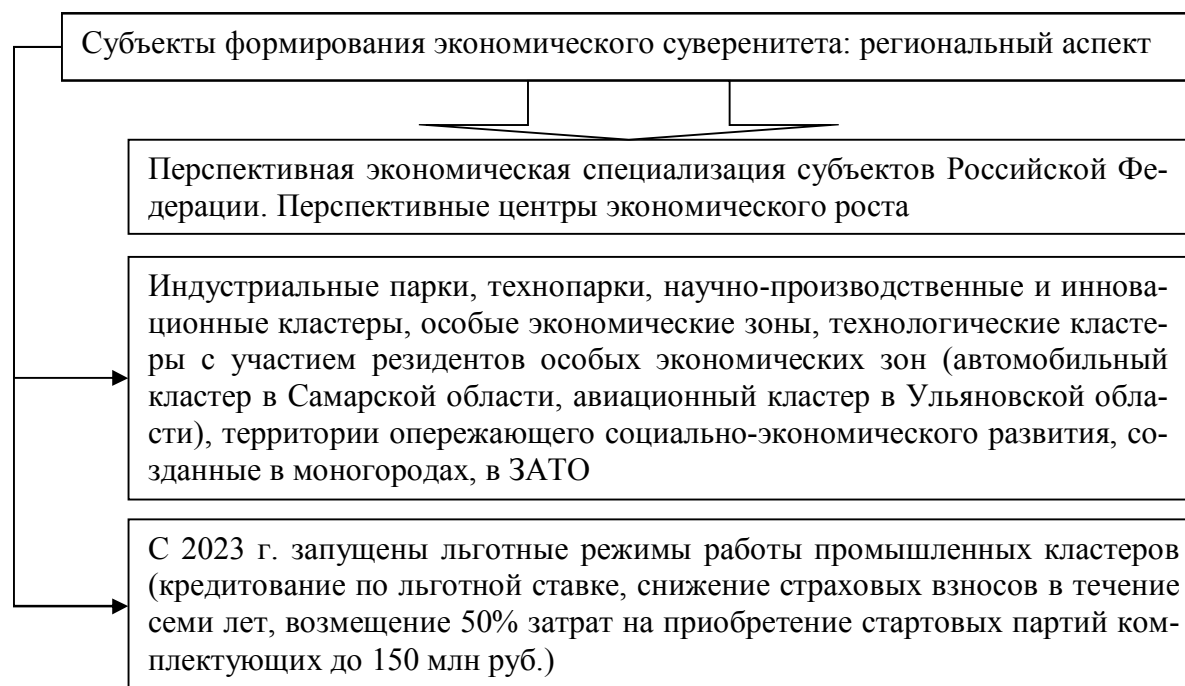 Субъекты формирования экономического суверенитета: региональный аспект
Перспективная экономическая специализация субъектов Российской Фе-
дерации. Перспективные центры экономического роста
Индустриальные парки, технопарки, научно-производственные и иннова-
ционные кластеры, особые экономические зоны, технологические класте-
ры с участием резидентов особых экономических зон (автомобильный
кластер в Самарской области, авиационный кластер в Ульяновской обла-
сти), территории опережающего социально-экономического развития, со-
зданные в моногородах, в ЗАТО
С 2023 г. запущены льготные режимы работы промышленных кластеров
(кредитование по льготной ставке, снижение страховых взносов в течение
семи лет, возмещение 50% затрат на приобретение стартовых партий ком-
плектующих до 150 млн руб.)